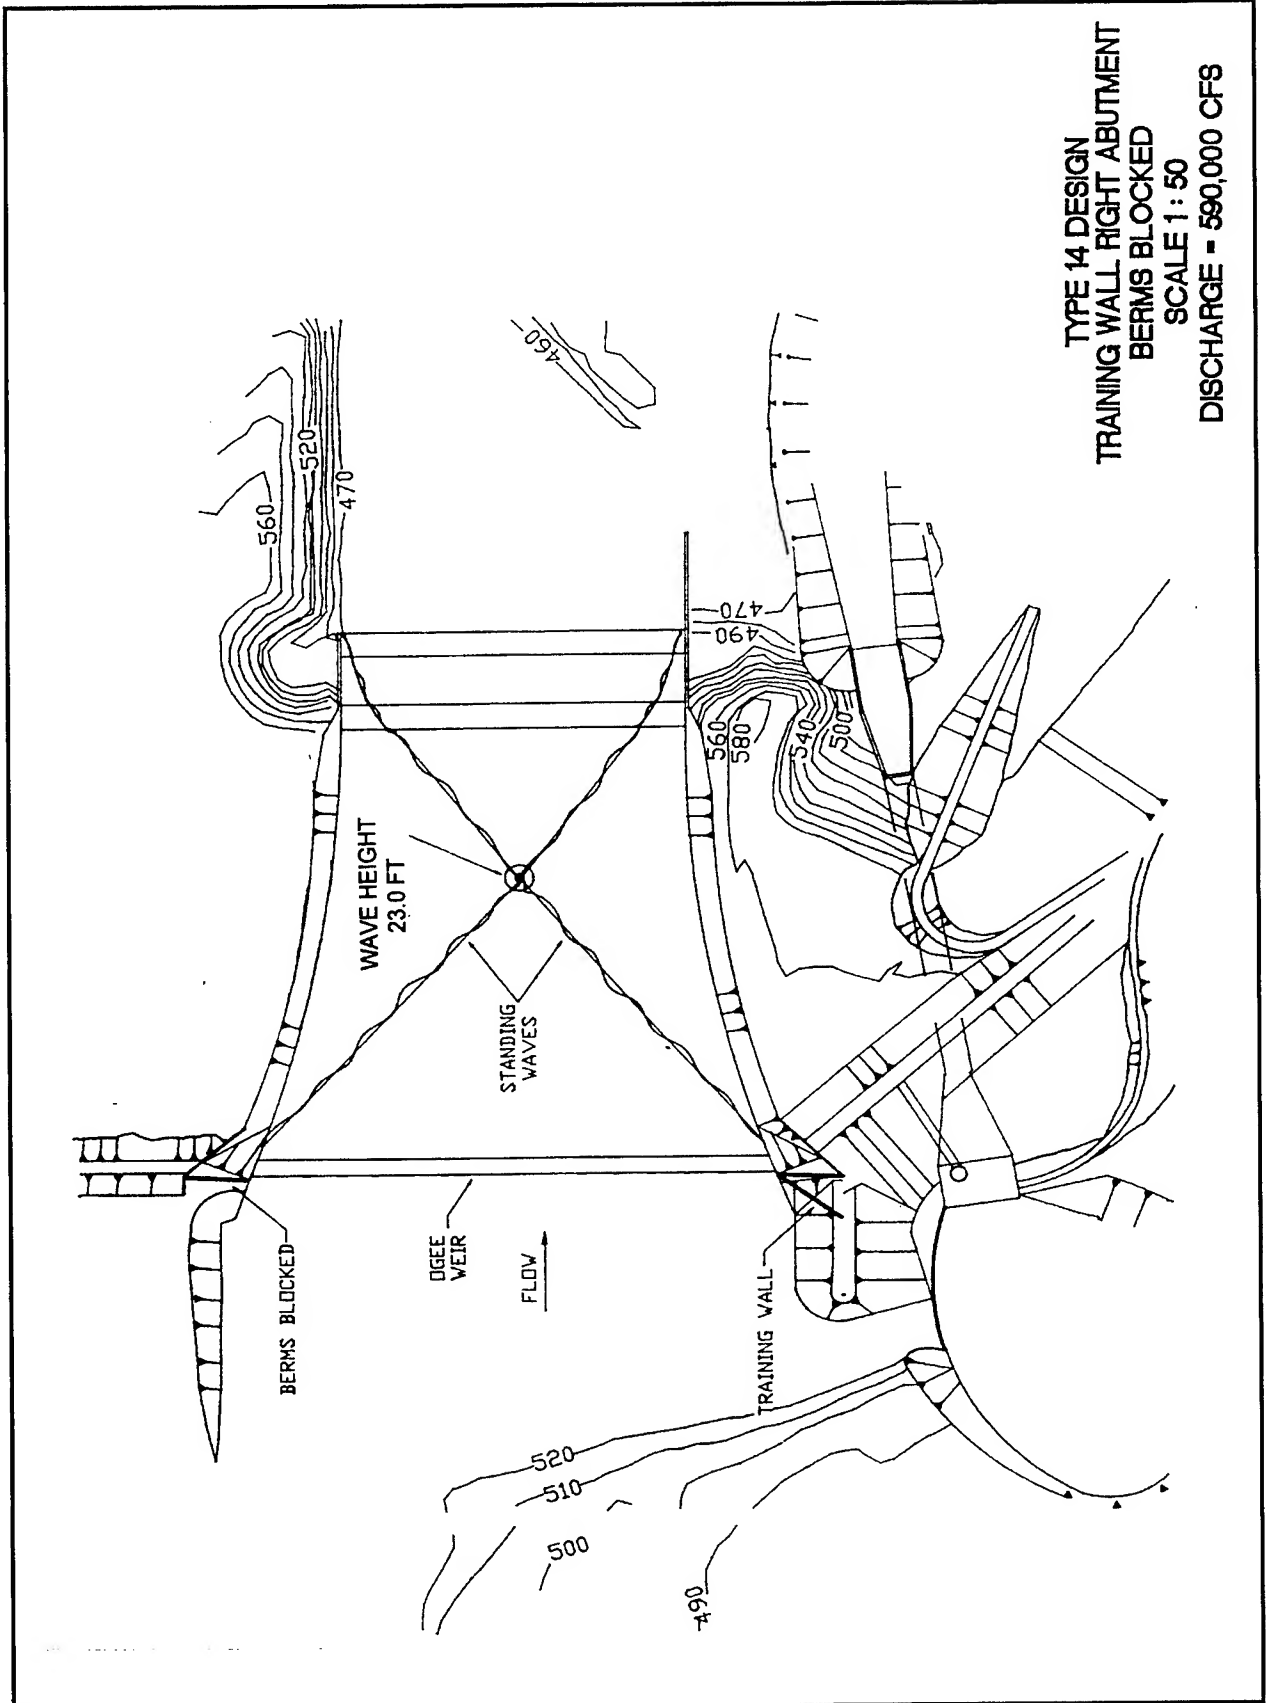 560
520
470
460
WAVE HEIGHT
23.0 FT
STANDING
WAVES
470
490
560
580
540
500
BERMS BLOCKED
OGEE
WEIR
FLOW
TRAINING WALL
520
510
500
490
TYPE 14 DESIGN
TRAINING WALL RIGHT ABUTMENT
BERMS BLOCKED
SCALE 1 : 50
DISCHARGE = 590,000 CFS